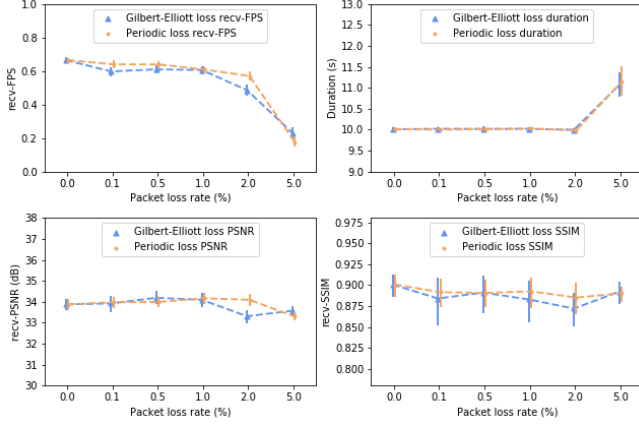 1.0
0.8
0.6
0.4
0.2
0.0
recv-FPS
Gilbert-Elliott loss recv-FPS
Periodic loss recv-FPS
0.0 0.1 0.5 1.0 2.0 5.0
Packet loss rate (%)
13.0
12.5
12.0
11.5
11.0
10.5
10.0
9.5
9.0
Duration (s)
Gilbert-Elliott loss duration
Periodic loss duration
0.0 0.1 0.5 1.0 2.0 5.0
Packet loss rate (%)
38
37
36
35
34
33
32
31
30
recv-PSNR (dB)
Gilbert-Elliott loss PSNR
Periodic loss PSNR
0.0 0.1 0.5 1.0 2.0 5.0
Packet loss rate (%)
0.975
0.950
0.925
0.900
0.875
0.850
0.825
0.800
recv-SSIM
Gilbert-Elliott loss SSIM
Periodic loss SSIM
0.0 0.1 0.5 1.0 2.0 5.0
Packet loss rate (%)